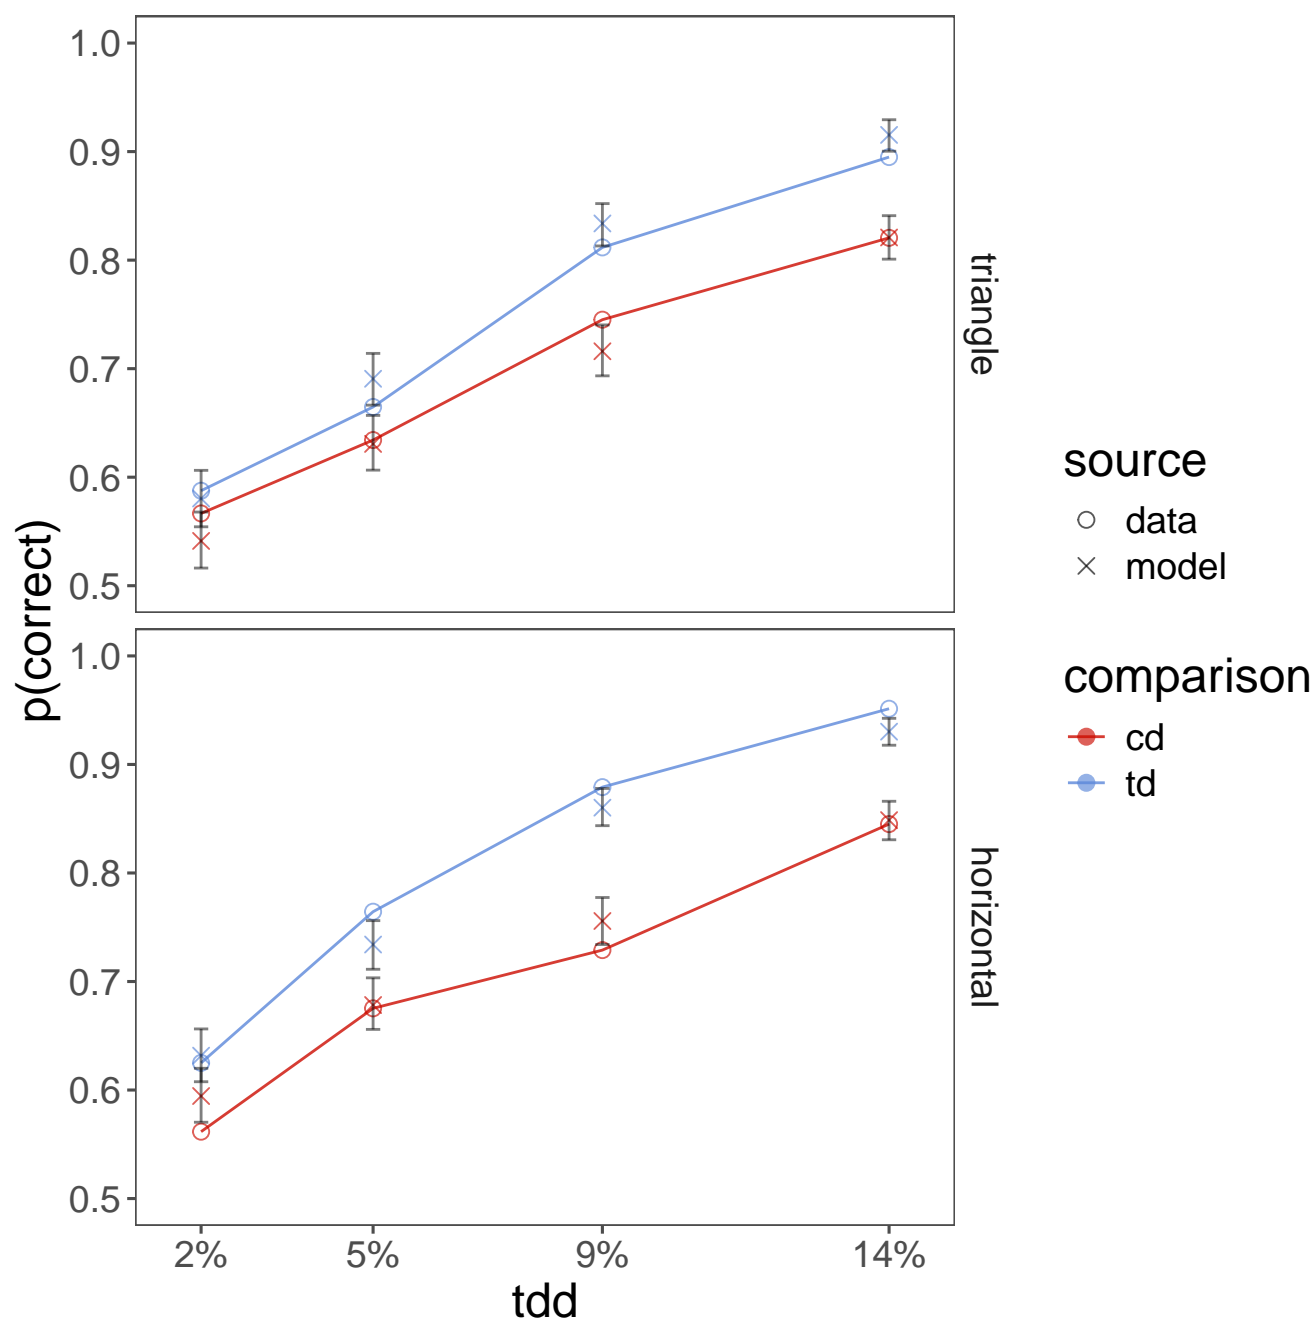 1.0
0.9
0.8
0.7
0.6
0.5
triangle
p(correct)
1.0
0.9
0.8
0.7
0.6
0.5
horizontal
2% 5% 9% 14%
tdd
source
data
model
comparison
cd
td